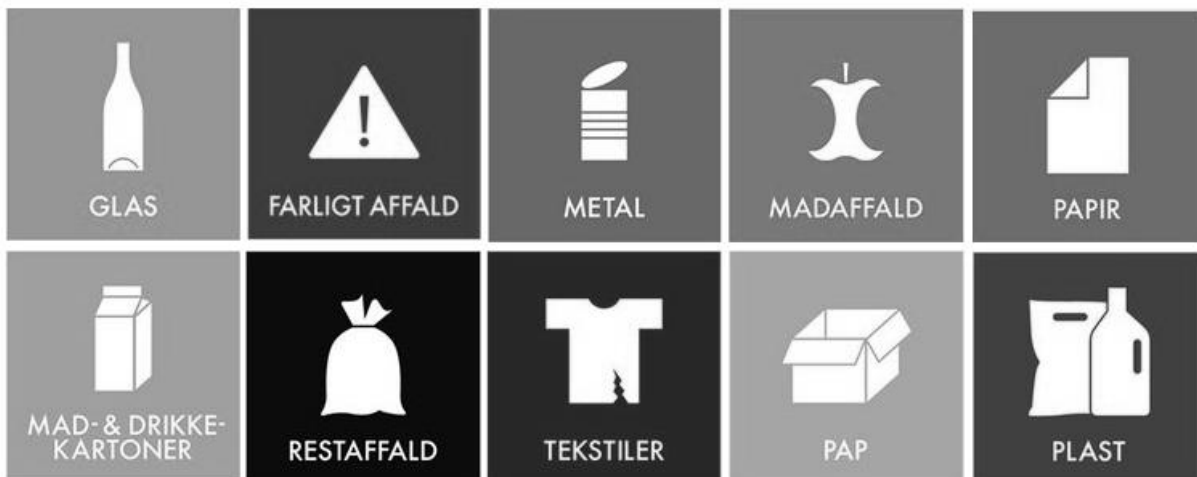 GLAS
FARLIGT AFFALD
METAL
MADAFFALD
PAPIR
MAD- & DRIKKE-
KARTONER
RESTAFFALD
TEKSTILER
PAP
PLAST